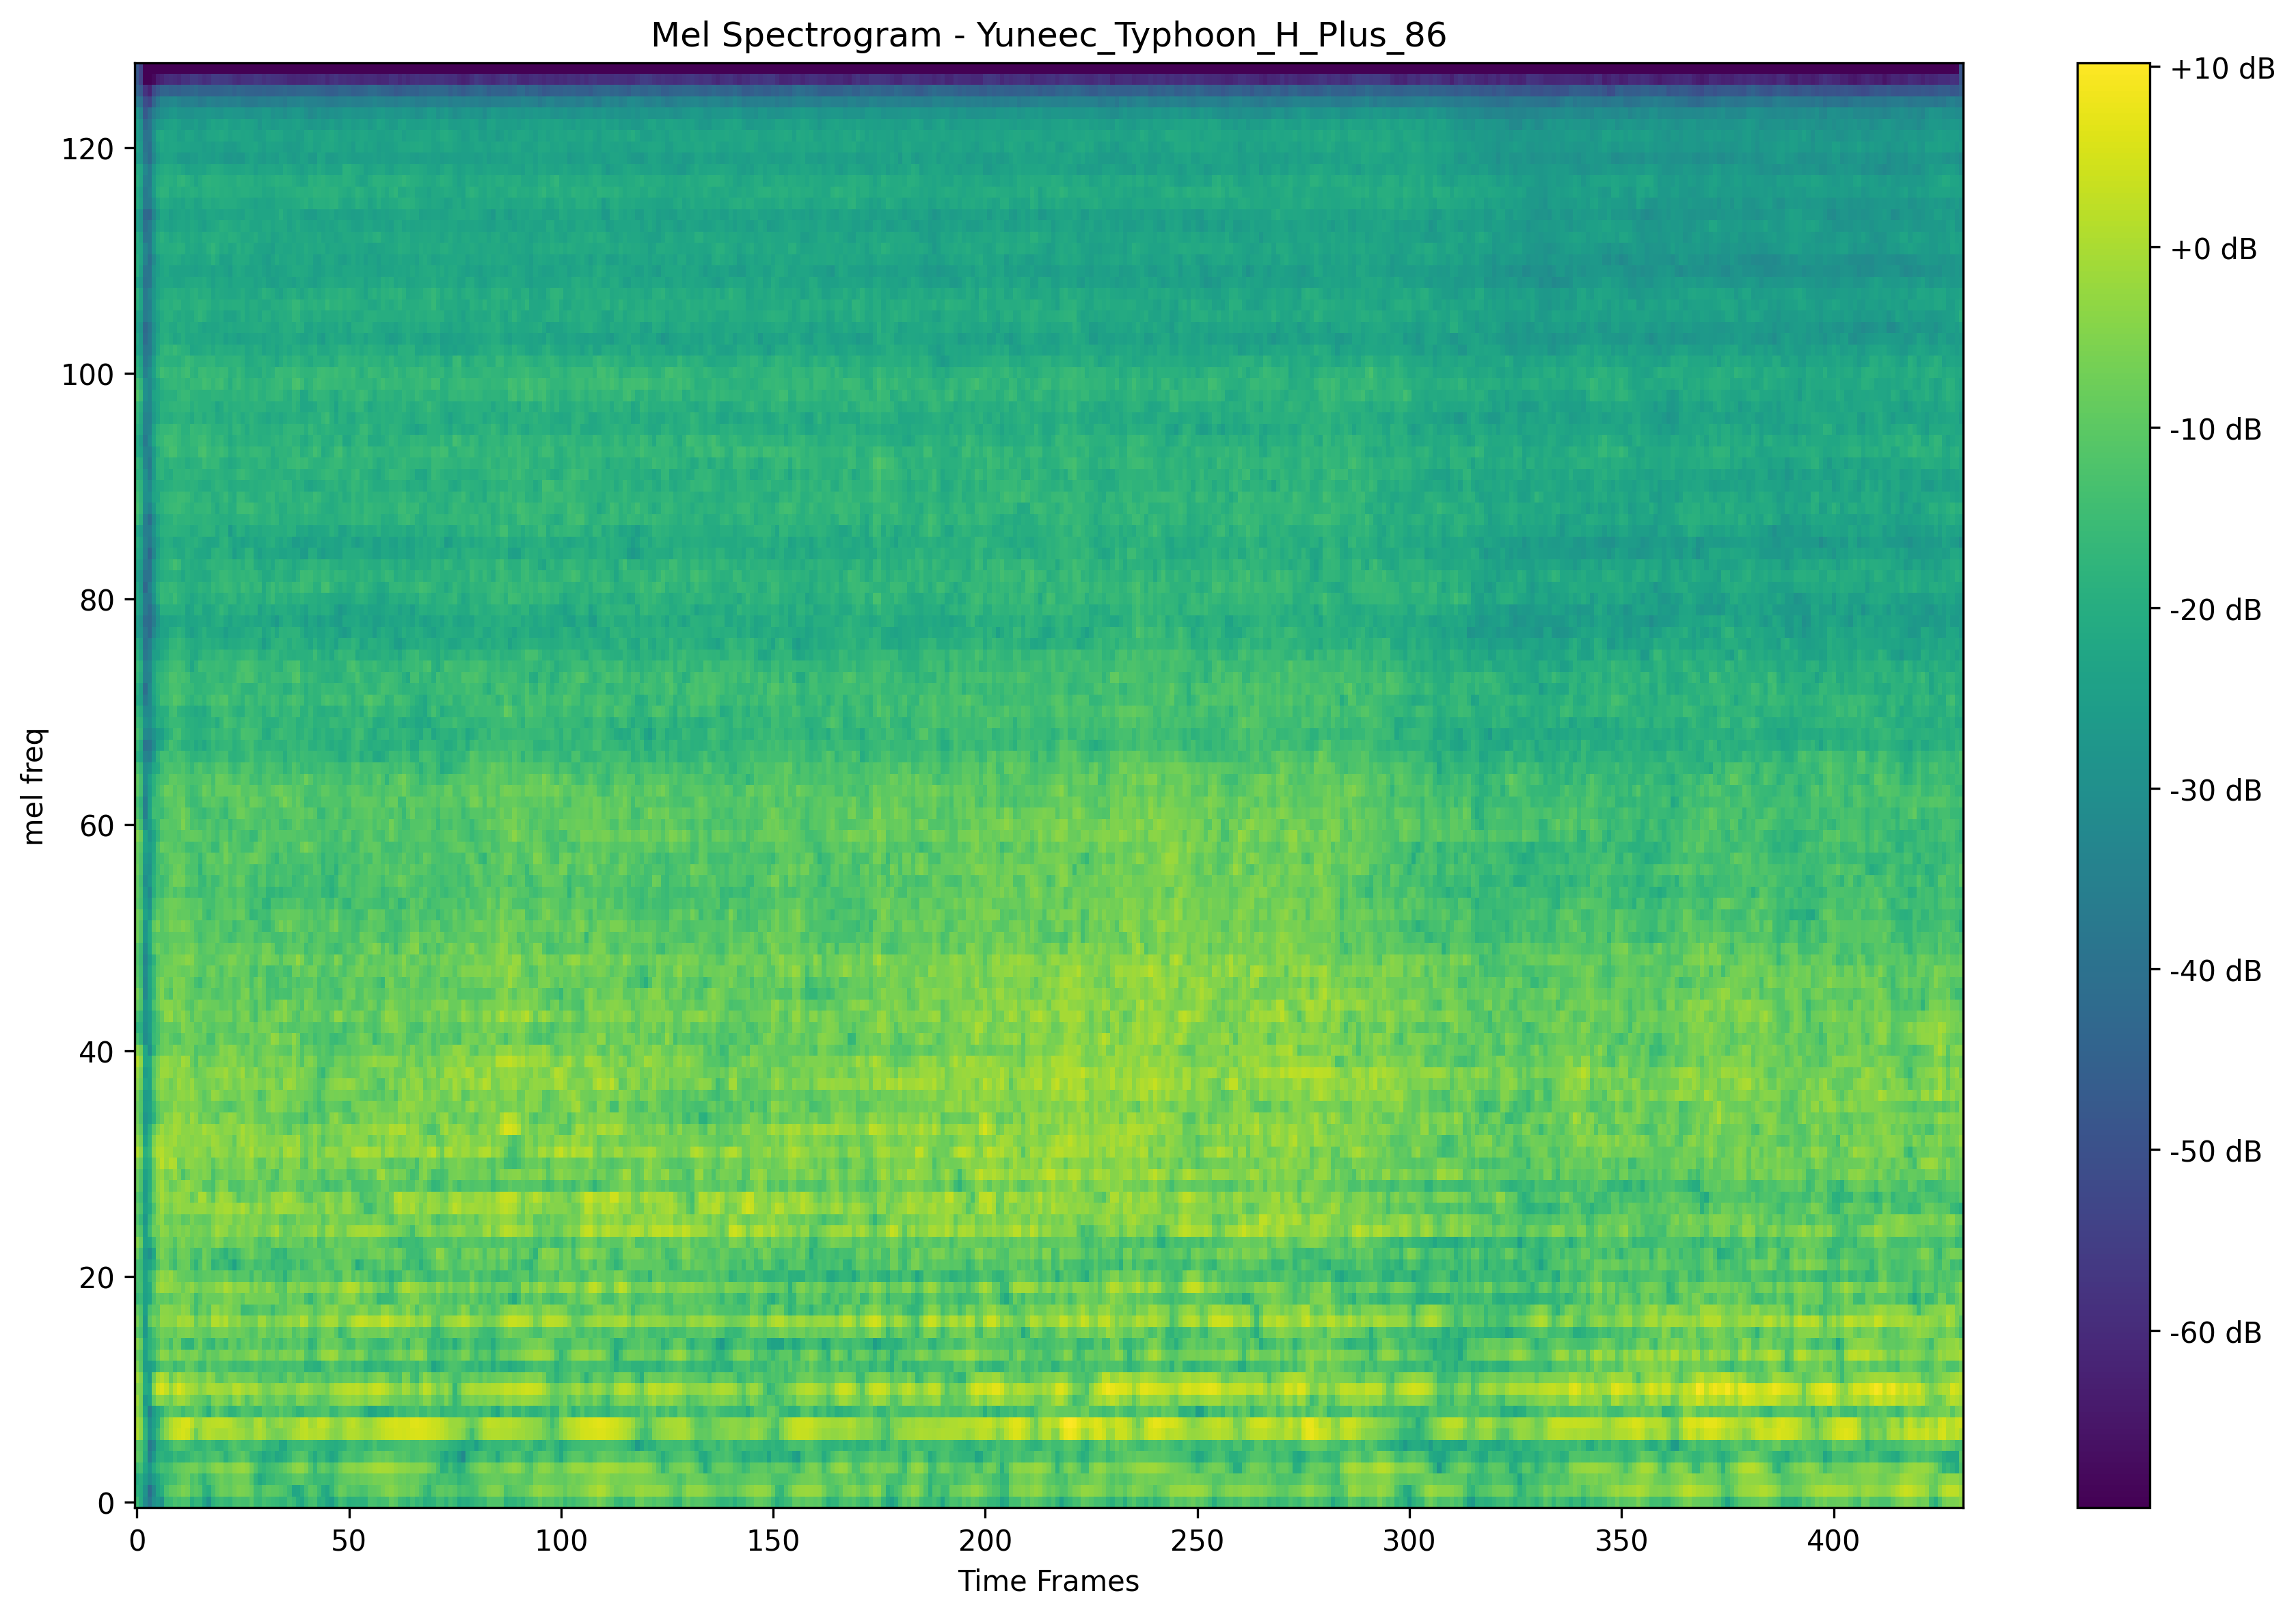 Mel Spectrogram - Yuneec_Typhoon_H_Plus_86
mel freq
120
100
80
60
40
20
0
0 50 100 150 200 250 300 350 400
Time Frames
+10 dB
+0 dB
-10 dB
-20 dB
-30 dB
-40 dB
-50 dB
-60 dB